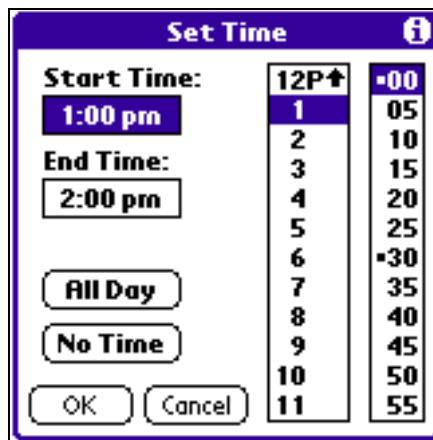 Set Time
Start Time:
1:00 pm
End Time:
2:00 pm
All Day
No Time
OK
Cancel
12P
1
2
3
4
5
6
7
8
9
10
11
00
05
10
15
20
25
30
35
40
45
50
55